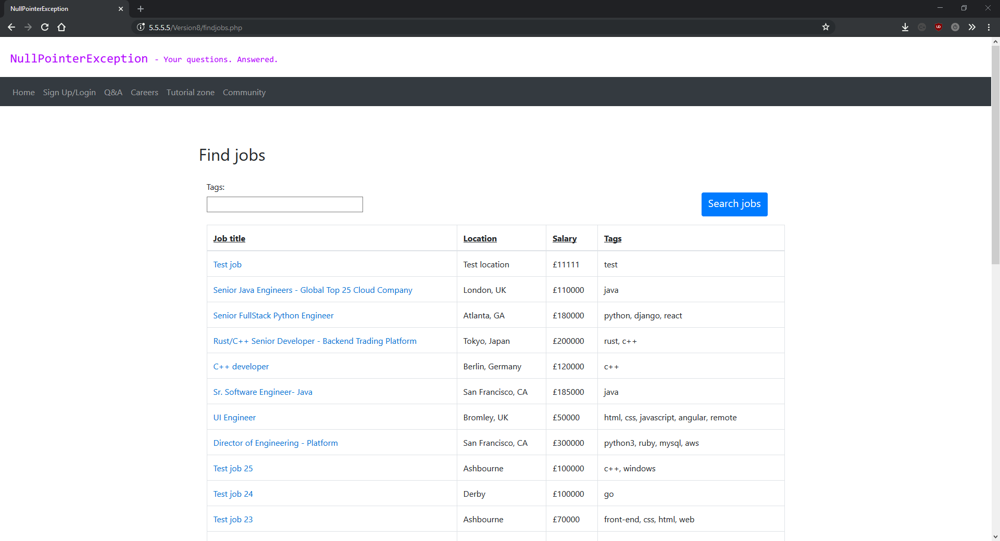 NullPointerException
5.5.5.5/Version8/findjobs.php
NullPointerException - Your questions. Answered.
Home Sign Up/Login Q&A Careers Tutorial zone Community
Find jobs
Tags:
Search jobs
Job title Location Salary Tags
Test job Test location £11111 test
Senior Java Engineers - Global Top 25 Cloud Company London, UK £110000 java
Senior FullStack Python Engineer Atlanta, GA £180000 python, django, react
Rust/C++ Senior Developer - Backend Trading Platform Tokyo, Japan £200000 rust, c++
C++ developer Berlin, Germany £120000 c++
Sr. Software Engineer- Java San Francisco, CA £185000 java
UI Engineer Bromley, UK £50000 html, css, javascript, angular, remote
Director of Engineering - Platform San Francisco, CA £300000 python3, ruby, mysql, aws
Test job 25 Ashbourne £100000 c++, windows
Test job 24 Derby £100000 go
Test job 23 Ashbourne £70000 front-end, css, html, web